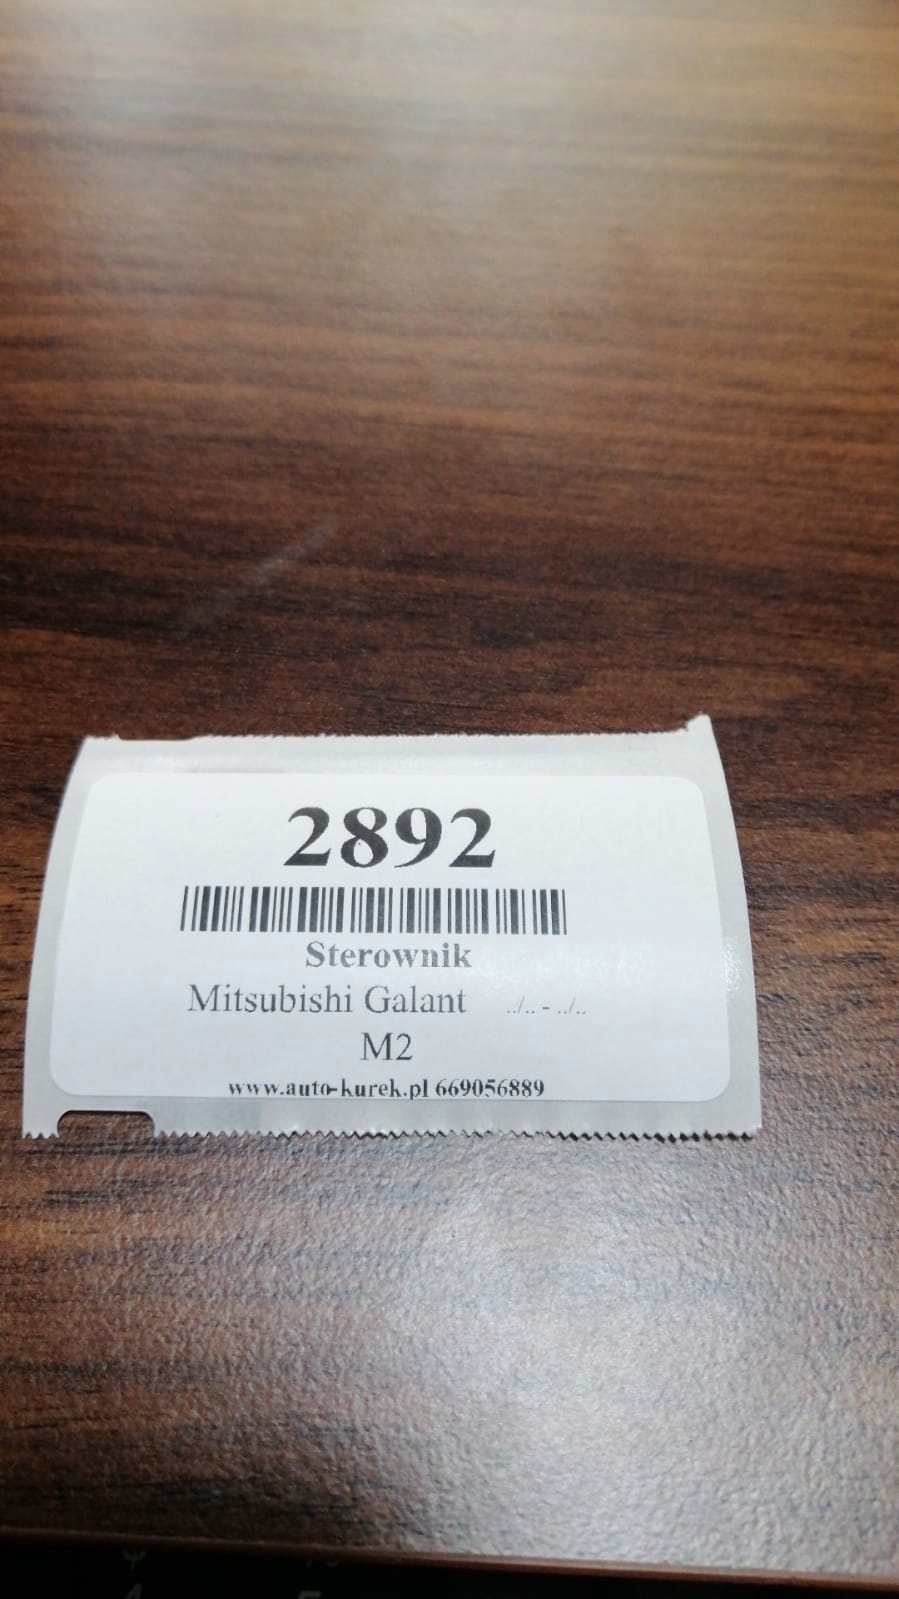 2892
Sterownik
Mitsubishi Galant ../.. - ../..
M2
www.auto-kurek.pl 669056889